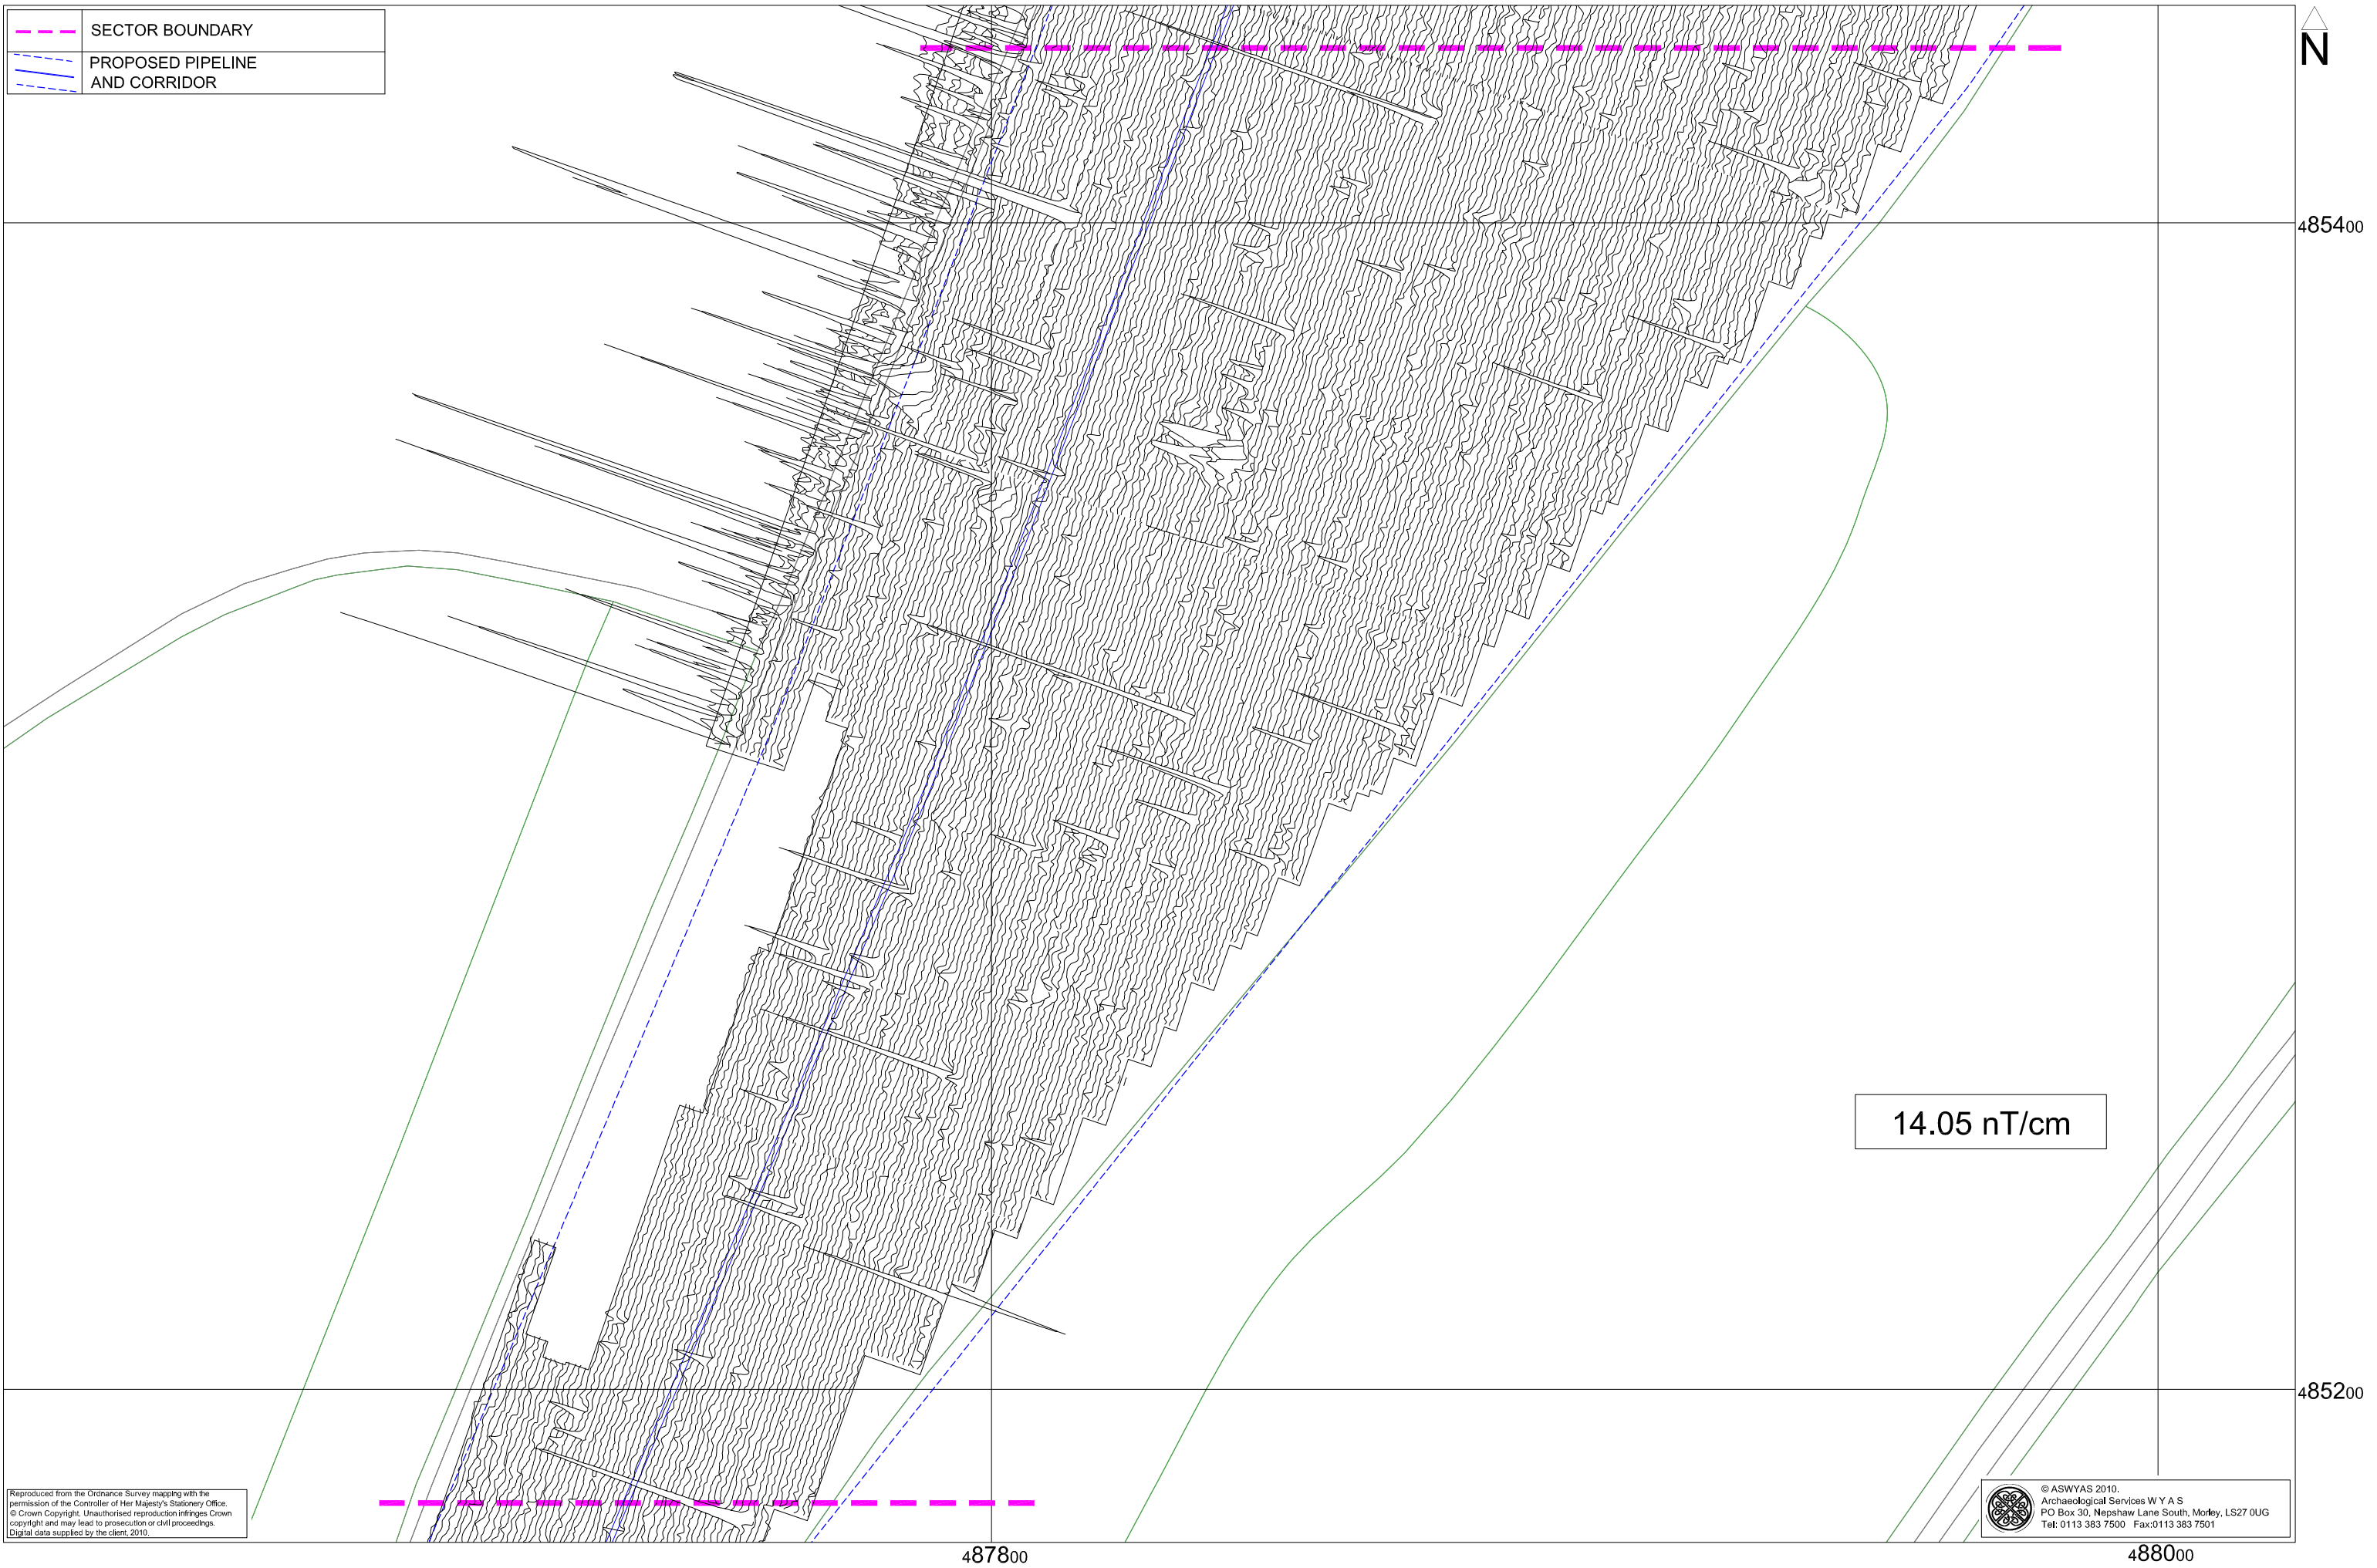 SECTOR BOUNDARY
PROPOSED PIPELINE
AND CORRIDOR
N
485400
14.05 nT/cm
485200
Reproduced from the Ordnance Survey mapping with the
permission of the Controller of Her Majesty's Stationery Office.
© Crown Copyright. Unauthorised reproduction infringes Crown
copyright and may lead to prosecution or civil proceedings.
Digital data supplied by the client, 2010.
© ASWYAS 2010.
Archaeological Services W Y A S
PO Box 30, Nepshaw Lane South, Morley, LS27 0UG
Tel: 0113 383 7500 Fax:0113 383 7501
487800
488000